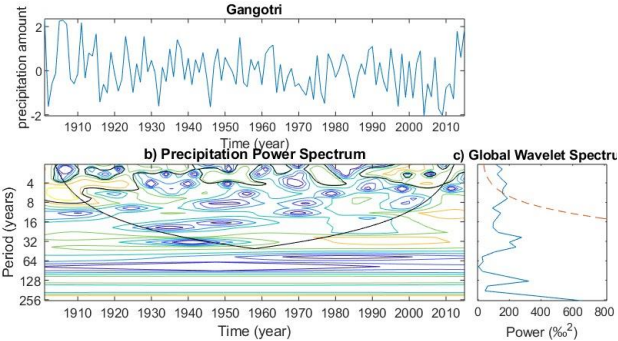 Gangotri
precipitation amount
2
0
-2
1910 1920 1930 1940 1950 1960 1970 1980 1990 2000 2010
Time (year)
b) Precipitation Power Spectrum
c) Global Wavelet Spectru
Period (years)
4
8
16
32
64
128
256
1910 1920 1930 1940 1950 1960 1970 1980 1990 2000 2010
Time (year)
0 200 400 600 800
Power (‰²)